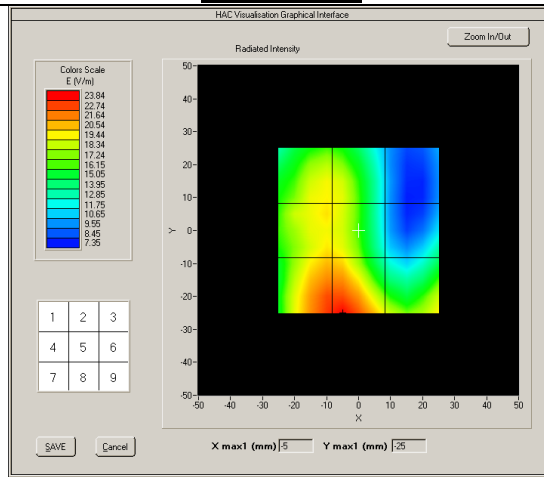 HAC Visualisation Graphical Interface
Zoom In/Out
Radiated Intensity
Colors Scale
E (V/m)
23.84
22.74
21.64
20.54
19.44
18.34
17.24
16.15
15.05
13.95
12.85
11.75
10.65
9.55
8.45
7.35
50
40
30
20
10
0
-10
-20
-30
-40
-50
Y
-50 -40 -30 -20 -10 0 10 20 30 40 50
X
1 2 3
4 5 6
7 8 9
SAVE Cancel
X max1 (mm) -5 Y max1 (mm) -25